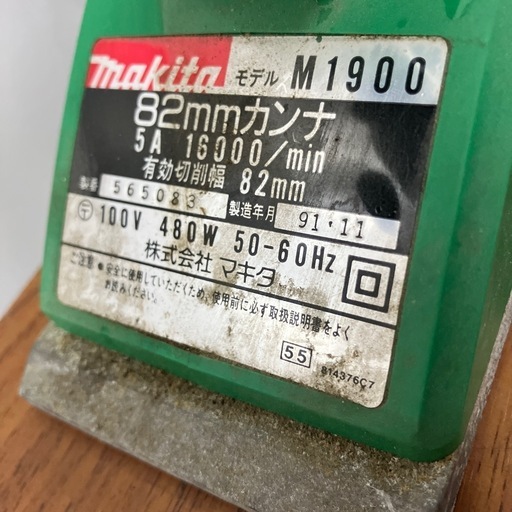 makita モデル M1900
82mmカンナ
5A 16000/min
有効切削幅 82mm
製番 565083 製造年月 91·11
〒 100V 480W 50-60Hz
株式会社 マキタ
ご注意 ●安全に使用していただくため、使用前に必ず取扱説明書をよく
お読みください。
55
814376C7